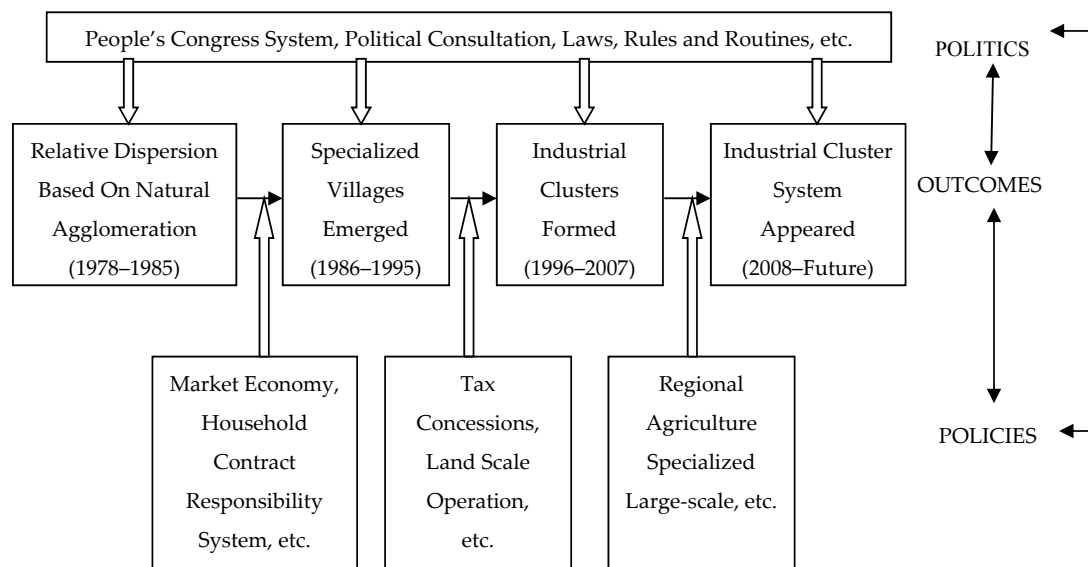 People’s Congress System, Political Consultation, Laws, Rules and Routines, etc.
POLITICS
Relative Dispersion
Based On Natural
Agglomeration
(1978–1985)
Specialized
Villages
Emerged
(1986–1995)
Industrial
Clusters
Formed
(1996–2007)
Industrial Cluster
System
Appeared
(2008–Future)
OUTCOMES
Market Economy,
Household
Contract
Responsibility
System, etc.
Tax
Concessions,
Land Scale
Operation,
etc.
Regional
Agriculture
Specialized
Large-scale, etc.
POLICIES